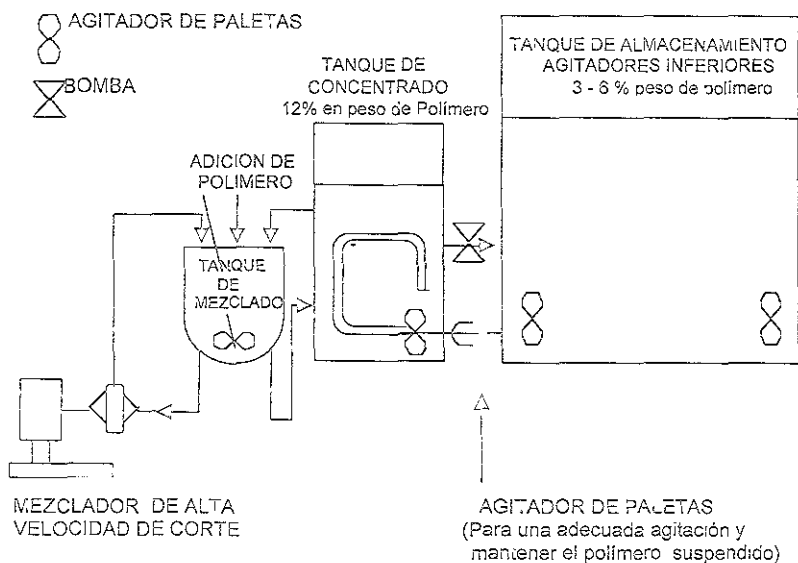 AGITADOR DE PALETAS
BOMBA
TANQUE DE
CONCENTRADO
12% en peso de Polímero
TANQUE DE ALMACENAMIENTO
AGITADORES INFERIORES
3 - 6 % peso de polimero
ADICION DE
POLIMERO
TANQUE
DE
MEZCLADO
MEZCLADOR DE ALTA
VELOCIDAD DE CORTE
AGITADOR DE PALETAS
(Para una adecuada agitación y
mantener el polímero suspendido)